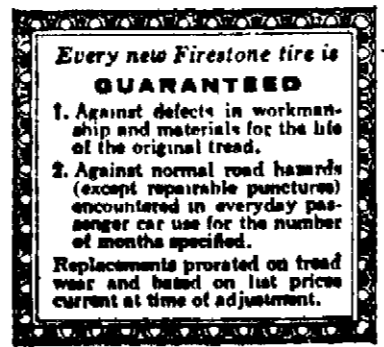 Every new Firestone tire is
GUARANTEED
1. Against defects in workman-
ship and materials for the life
of the original tread.
2. Against normal road hazards
(except repairable punctures)
encountered in everyday pas-
senger car use for the number
of months specified.
Replacements prorated on tread
wear and based on list prices
current at time of adjustment.